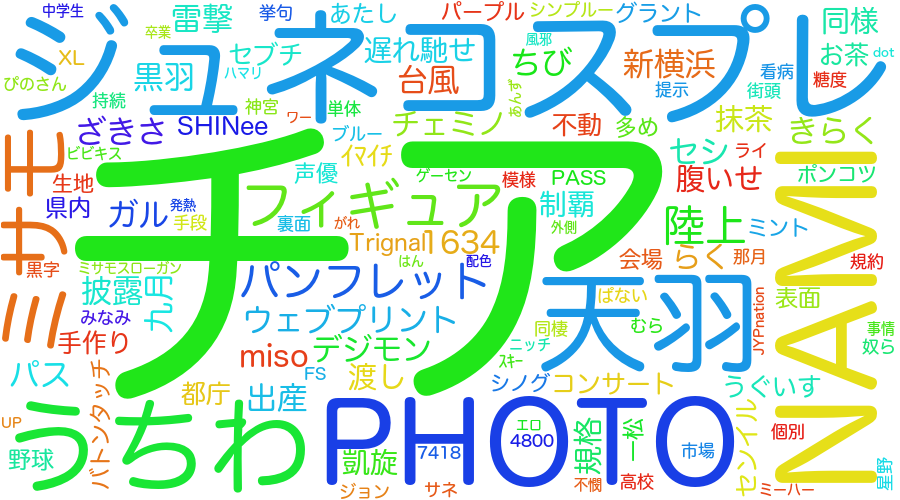 中学生
卒業
雷撃
挙句
あたし
パープル
シンプルー
グラント
同様
ジュネコスプレ
XL
黒羽
セブチ
ハマリ
遅れ馳せ
風邪
ちび
新横浜
看病
お茶
dot
ぴのさん
持続
神宮
単体
台風
あんず
提示
街頭
糖度
ざきさ
SHINee
ワー
ブルー
チェミノ
不動
多め
抹茶
きらく
ミサモ
ビビキス
チア
声優
イマイチ
ゲーセン
模様
セシ
ライ
PASS
腹いせ
ポンコツ
生地
県内
ガル
発熱
手段
フィギュア
裏面
がれ
制覇
外側
陸上
ミント
NAMI
黒字
ミサモスローガン
Trignal
1634
はん
配色
会場
らく
那月
規約
披露
九月
パンフレット
天羽
ぱない
JYPnation
表面
みなみ
手作り
ウェブプリント
同棲
むら
事情
奴ら
パス
バトンタッチ
miso
デジモン
ニッチ
スキー
FS
都庁
出産
渡し
シノグ
コンサート
うぐいす
UP
うちわ
PHOTO
エロ
4800
規格
一松
センイル
個別
野球
凱旋
7418
市場
星野
ジョン
サネ
不憫
高校
ミーハー